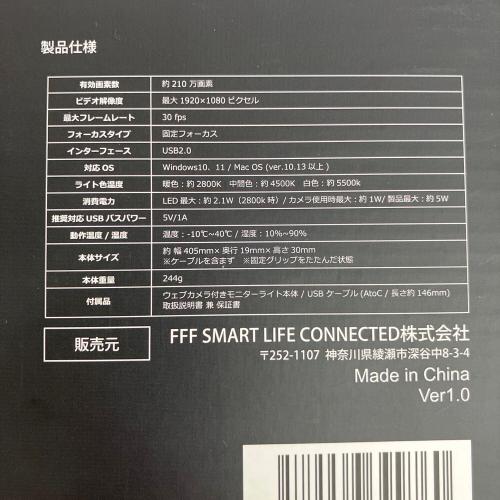 製品仕様
有効画素数 約 210 万画素
ビデオ解像度 最大 1920×1080 ピクセル
最大フレームレート 30 fps
フォーカスタイプ 固定フォーカス
インターフェース USB2.0
対応 OS Windows10、11 / Mac OS (ver.10.13 以上)
ライト色温度 暖色:約 2800K 中間色:約 4500K 白色:約 5500k
消費電力 LED 最大:約 2.1W (2800k 時) / カメラ使用時最大:約 1W/ 製品最大:約 5W
推奨対応 USB バスパワー 5V/1A
動作温度 / 湿度 温度:-10℃~40℃ / 湿度:10%~90%
本体サイズ 約 幅 405mm× 奥行 19mm× 高さ 30mm
※ケーブルを含まず ※固定グリップをたたんだ状態
本体重量 244g
付属品 ウェブカメラ付きモニターライト本体 / USB ケーブル (AtoC / 長さ約 146mm)
取扱説明書 兼 保証書
販売元 FFF SMART LIFE CONNECTED株式会社
〒252-1107 神奈川県綾瀬市深谷中8-3-4
Made in China
Ver1.0